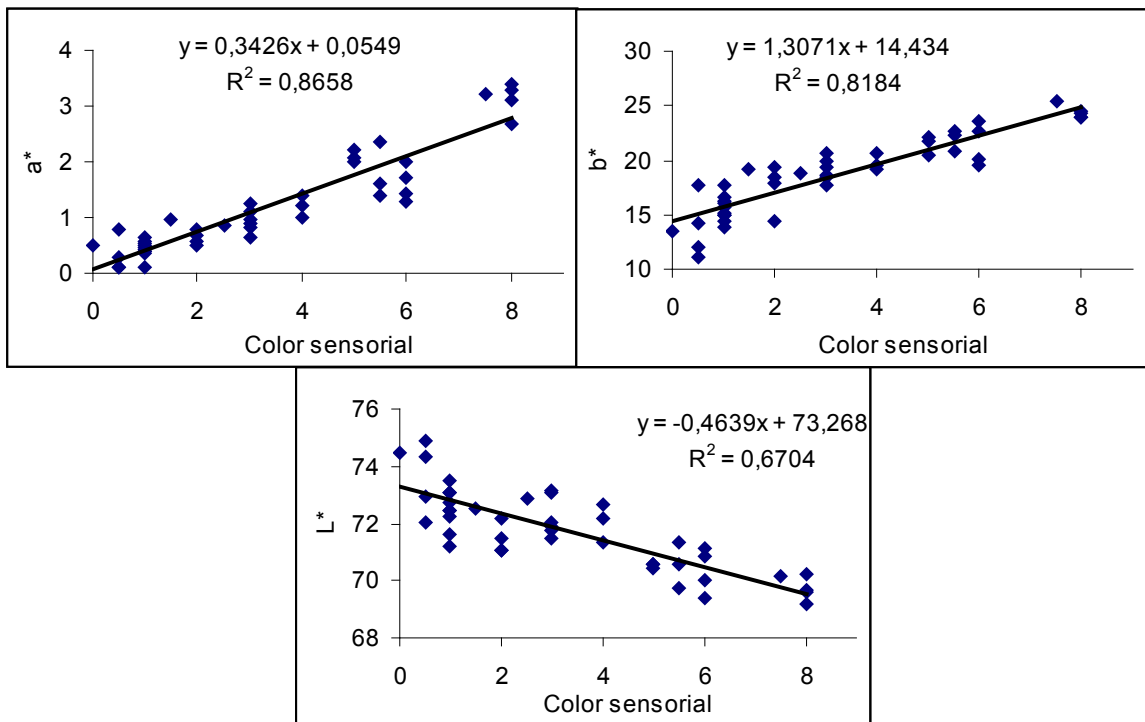 y = 0,3426x + 0,0549
R² = 0,8658
4
3
2
1
0
a*
0 2 4 6 8
Color sensorial
y = 1,3071x + 14,434
R² = 0,8184
30
25
20
15
10
b*
0 2 4 6 8
Color sensorial
y = -0,4639x + 73,268
R² = 0,6704
76
74
72
70
68
L*
0 2 4 6 8
Color sensorial